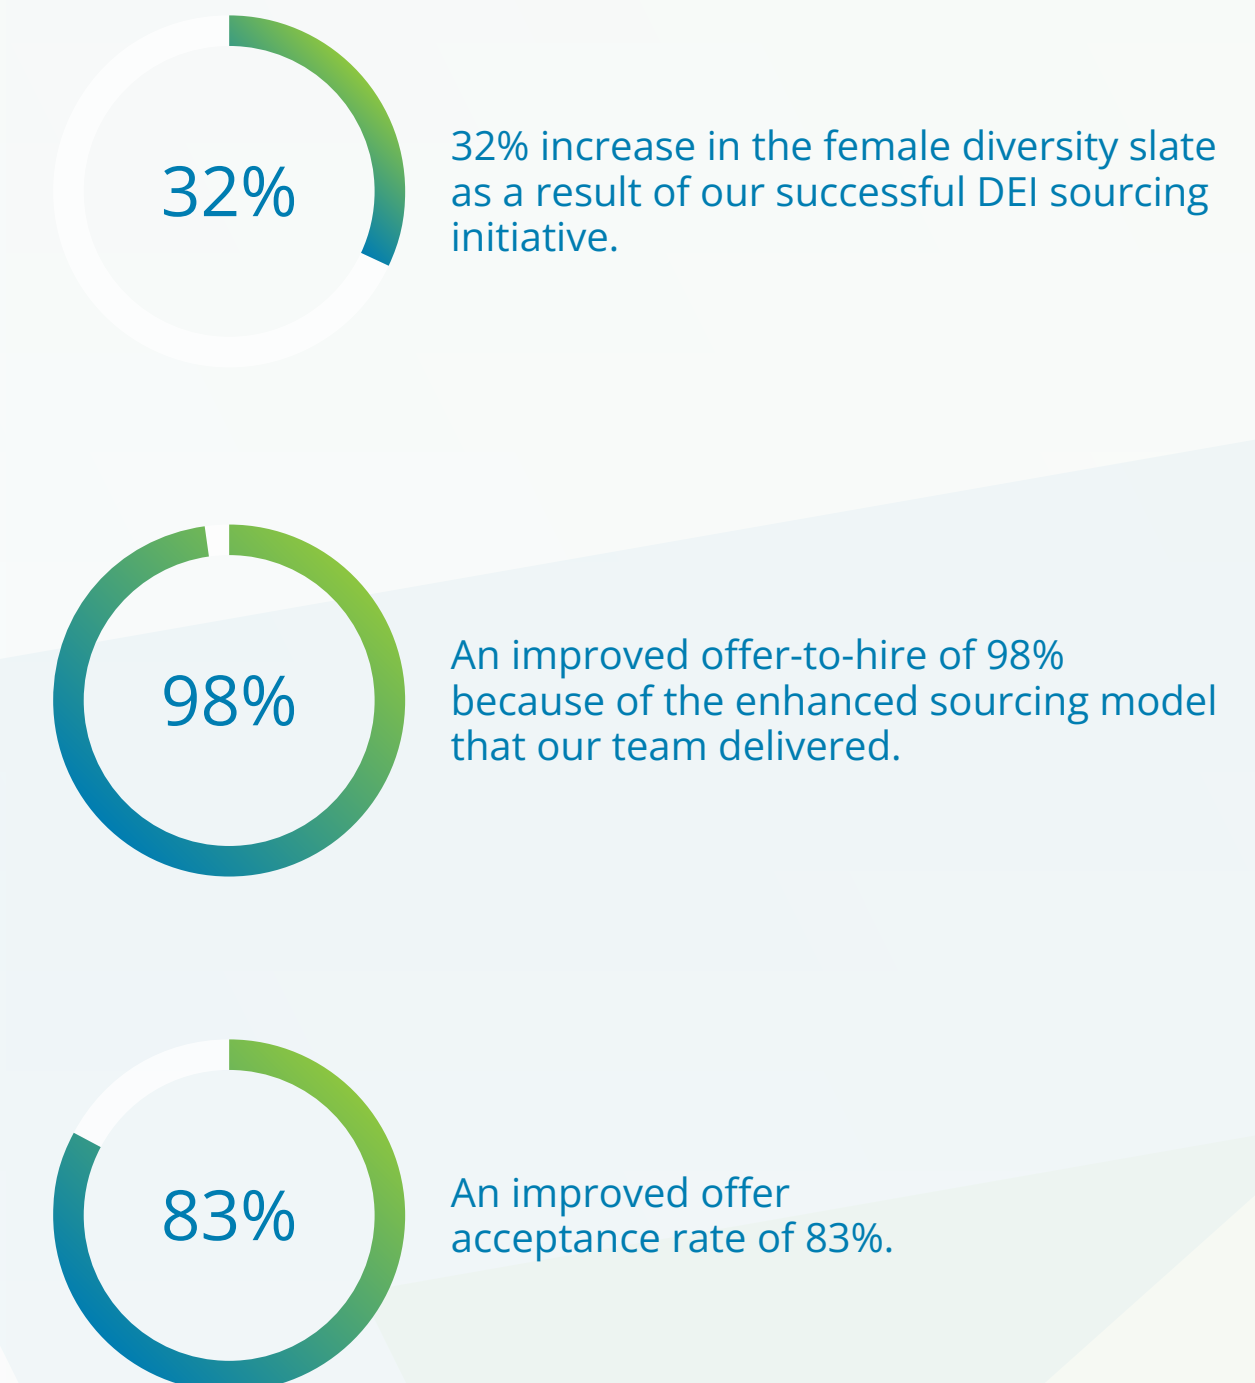 32%
32% increase in the female diversity slate
as a result of our successful DEI sourcing
initiative.
98%
An improved offer-to-hire of 98%
because of the enhanced sourcing model
that our team delivered.
83%
An improved offer
acceptance rate of 83%.